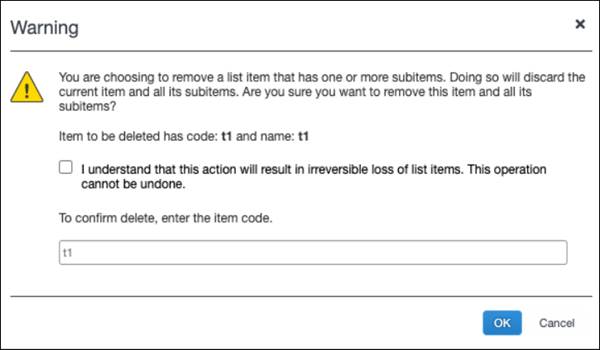 Warning
You are choosing to remove a list item that has one or more subitems. Doing so will discard the
current item and all its subitems. Are you sure you want to remove this item and all its
subitems?
Item to be deleted has code: t1 and name: t1
I understand that this action will result in irreversible loss of list items. This operation
cannot be undone.
To confirm delete, enter the item code.
t1
OK Cancel